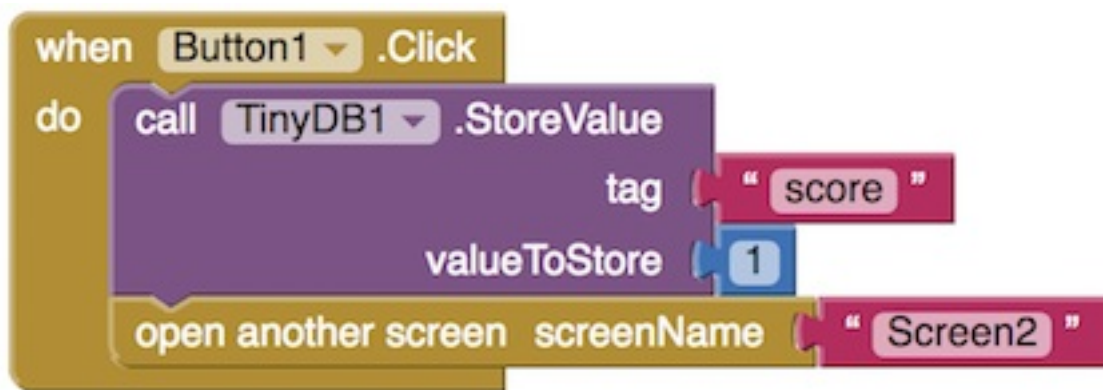 when Button1 .Click
do call TinyDB1 .StoreValue
tag " score "
valueToStore 1
open another screen screenName " Screen2 "